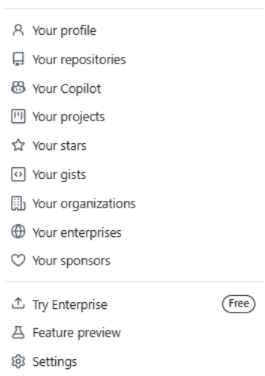 Your profile
Your repositories
Your Copilot
Your projects
Your stars
Your gists
Your organizations
Your enterprises
Your sponsors
Try Enterprise Free
Feature preview
Settings